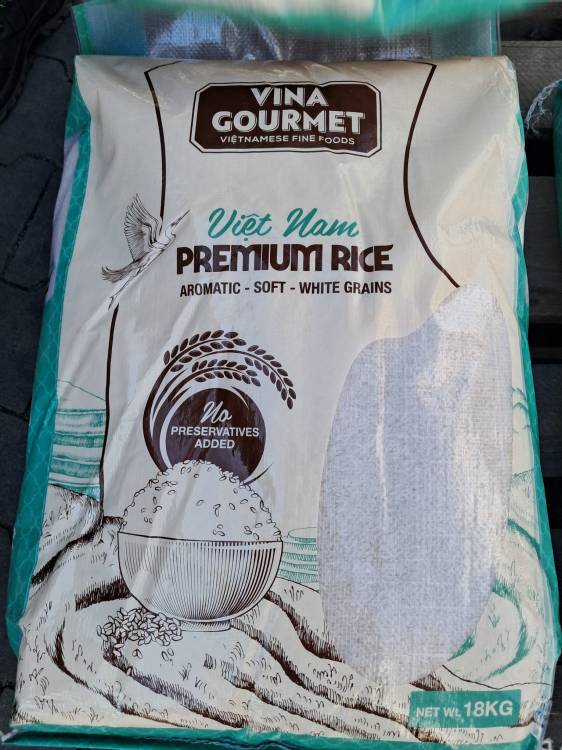 VINA
GOURMET
VIETNAMESE FINE FOODS
Việt Nam
PREMIUM RICE
AROMATIC - SOFT - WHITE GRAINS
No
PRESERVATIVES
ADDED
NET WT. 18KG